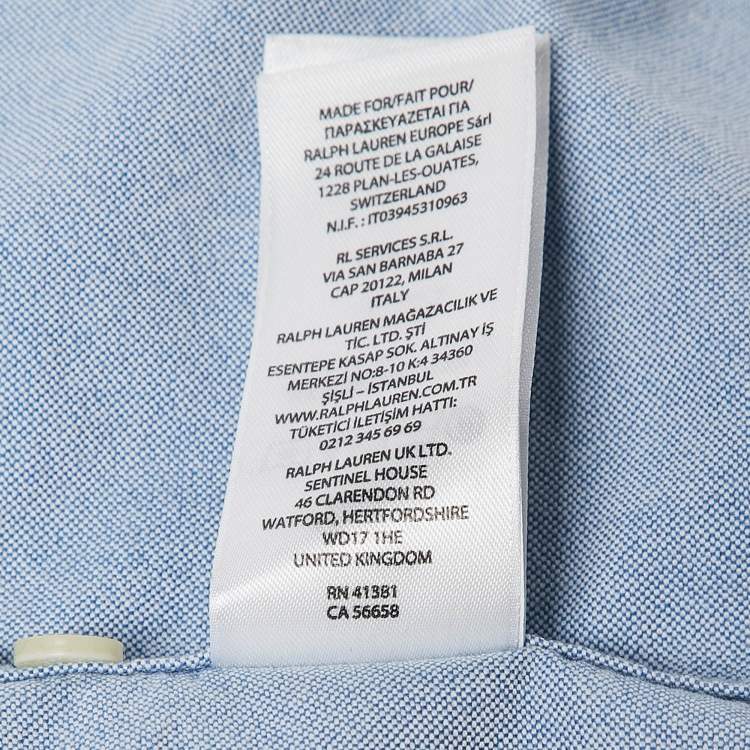 MADE FOR/FAIT POUR/
ΠΑΡΑΣΚΕΥΑΖΕΤΑΙ ΓΙΑ
RALPH LAUREN EUROPE Sárl
24 ROUTE DE LA GALAISE
1228 PLAN-LES-OUATES,
SWITZERLAND
N.I.F. : IT03945310963
RL SERVICES S.R.L.
VIA SAN BARNABA 27
CAP 20122, MILAN
ITALY
RALPH LAUREN MAĞAZACILIK VE
TİC. LTD. ŞTİ
ESENTEPE KASAP SOK. ALTINAY İŞ
MERKEZİ NO:8-10 K:4 34360
ŞİŞLİ – İSTANBUL
WWW.RALPHLAUREN.COM.TR
TÜKETİCİ İLETİŞİM HATTI:
0212 345 69 69
RALPH LAUREN UK LTD.
SENTINEL HOUSE
46 CLARENDON RD
WATFORD, HERTFORDSHIRE
WD17 1HE
UNITED KINGDOM
RN 41381
CA 56658